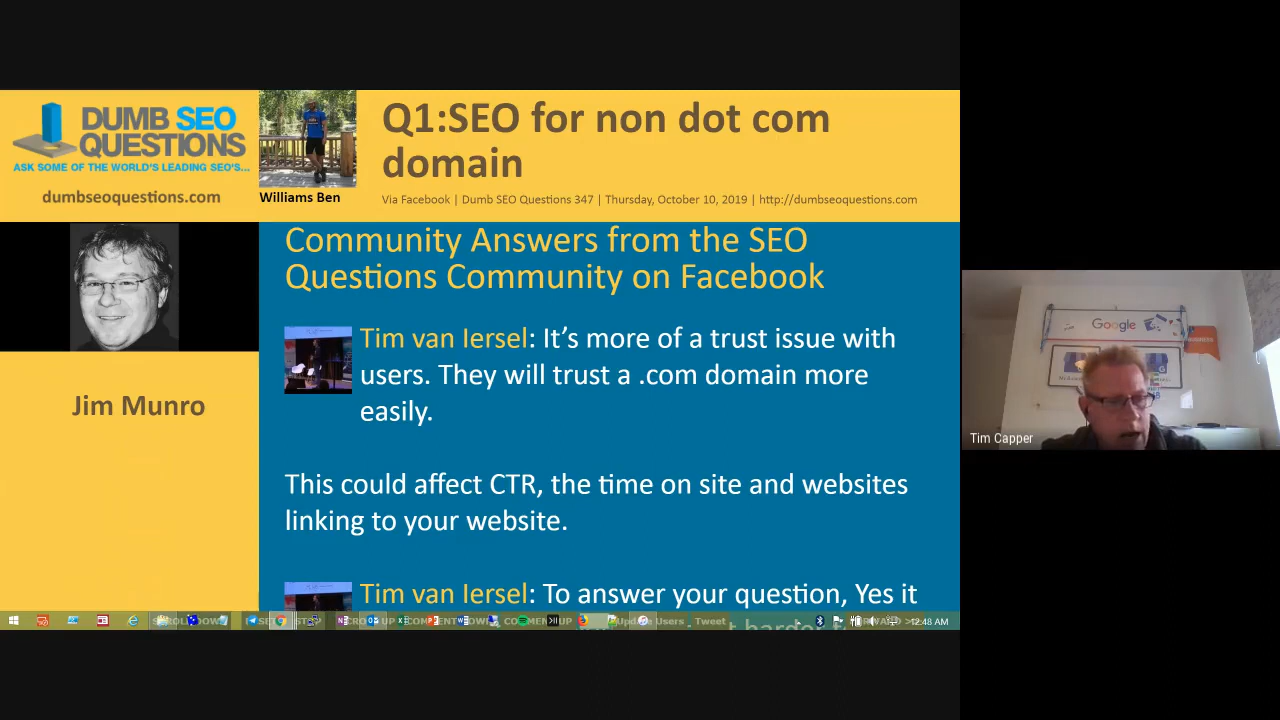 DUMB SEO
QUESTIONS
ASK SOME OF THE WORLD'S LEADING SEO'S...
dumbseoquestions.com
Williams Ben
Q1:SEO for non dot com
domain
Via Facebook | Dumb SEO Questions 347 | Thursday, October 10, 2019 | http://dumbseoquestions.com
Jim Munro
Community Answers from the SEO
Questions Community on Facebook
Tim van Iersel: It’s more of a trust issue with
users. They will trust a .com domain more
easily.
This could affect CTR, the time on site and websites
linking to your website.
Tim van Iersel: To answer your question, Yes it
harder
Update Users Tweet
12:48 AM
Google
Tim Capper